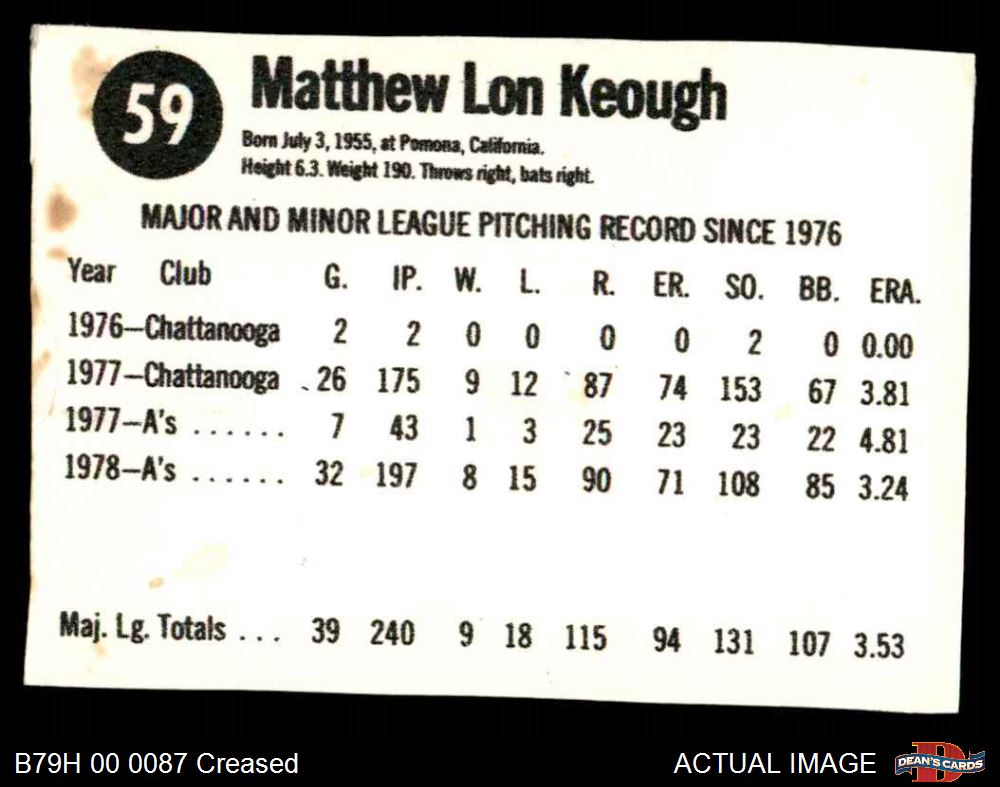 59
Matthew Lon Keough
Born July 3, 1955, at Pomona, California.
Height 6.3. Weight 190. Throws right, bats right.
MAJOR AND MINOR LEAGUE PITCHING RECORD SINCE 1976
Year Club G. IP. W. L. R. ER. SO. BB. ERA.
1976—Chattanooga 2 2 0 0 0 0 2 0 0.00
1977—Chattanooga 26 175 9 12 87 74 153 67 3.81
1977—A's ...... 7 43 1 3 25 23 23 22 4.81
1978—A's ...... 32 197 8 15 90 71 108 85 3.24
Maj. Lg. Totals ... 39 240 9 18 115 94 131 107 3.53
B79H 00 0087 Creased
ACTUAL IMAGE
D
DEAN'S CARDS